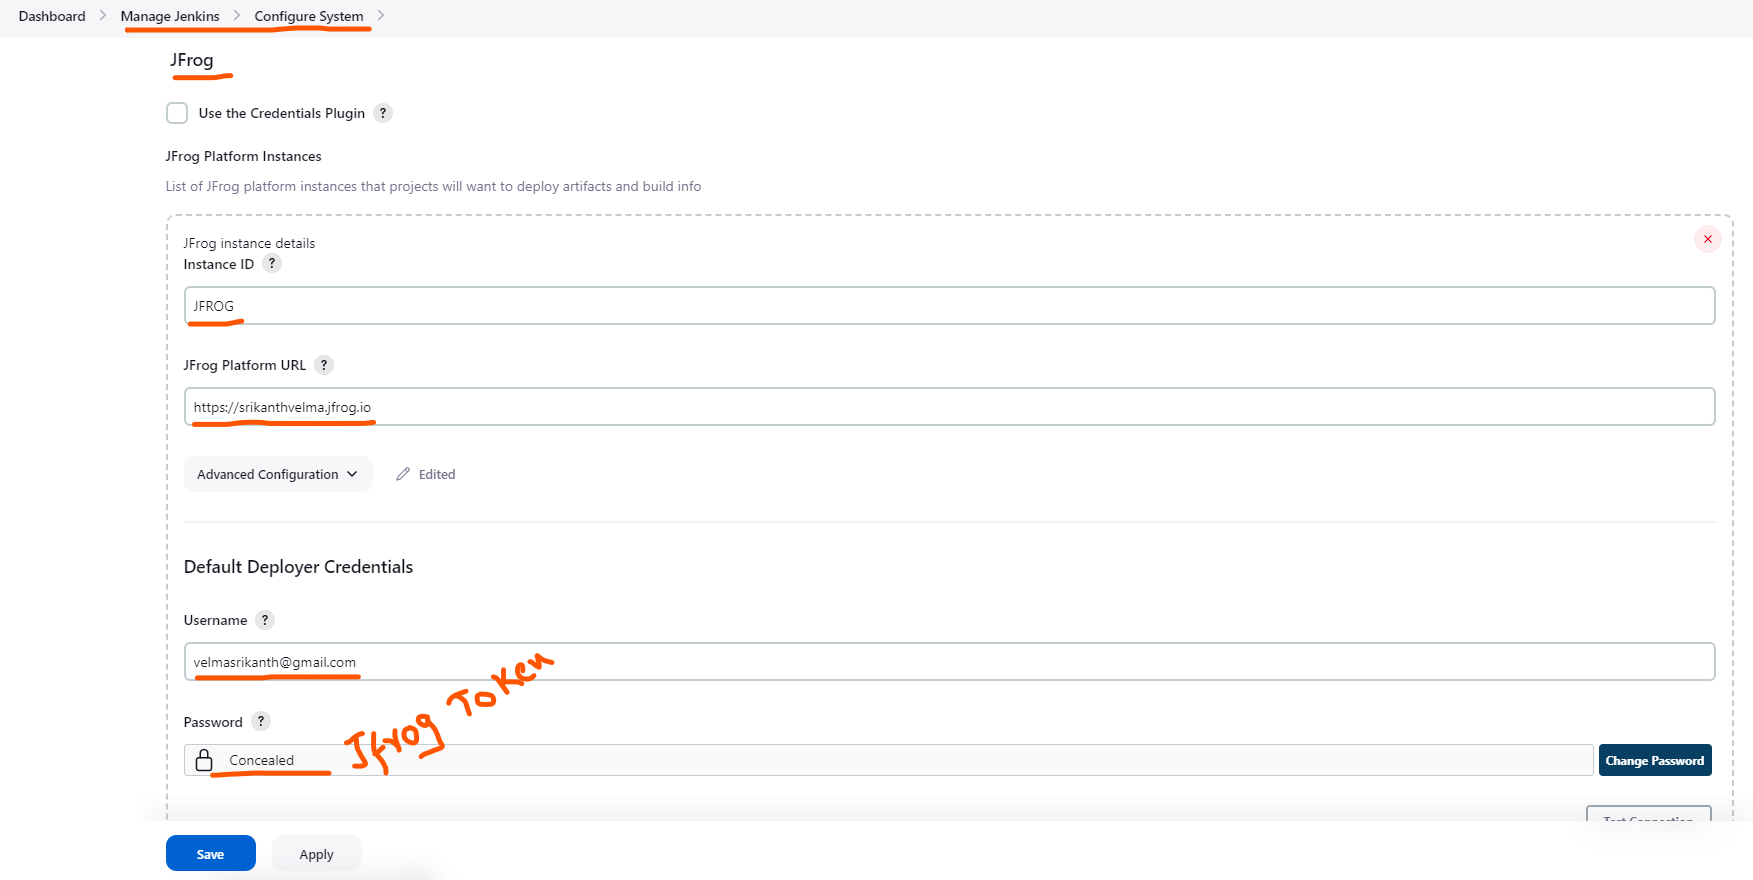 Dashboard > Manage Jenkins > Configure System >
JFrog
Use the Credentials Plugin ?
JFrog Platform Instances
List of JFrog platform instances that projects will want to deploy artifacts and build info
JFrog instance details
Instance ID ?
JFROG
JFrog Platform URL ?
https://srikanthvelma.jfrog.io
Advanced Configuration Edited
Default Deployer Credentials
Username ?
velmasrikanth@gmail.com
Jfrog Token
Password ?
Concealed Change Password
Test Connection
Save Apply